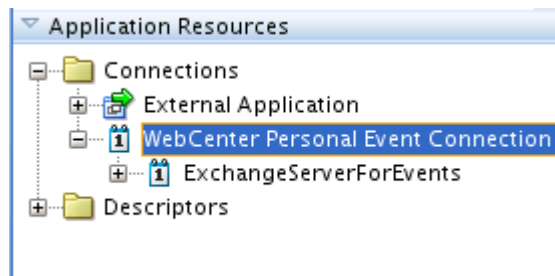 Application Resources
Connections
External Application
WebCenter Personal Event Connection
ExchangeServerForEvents
Descriptors